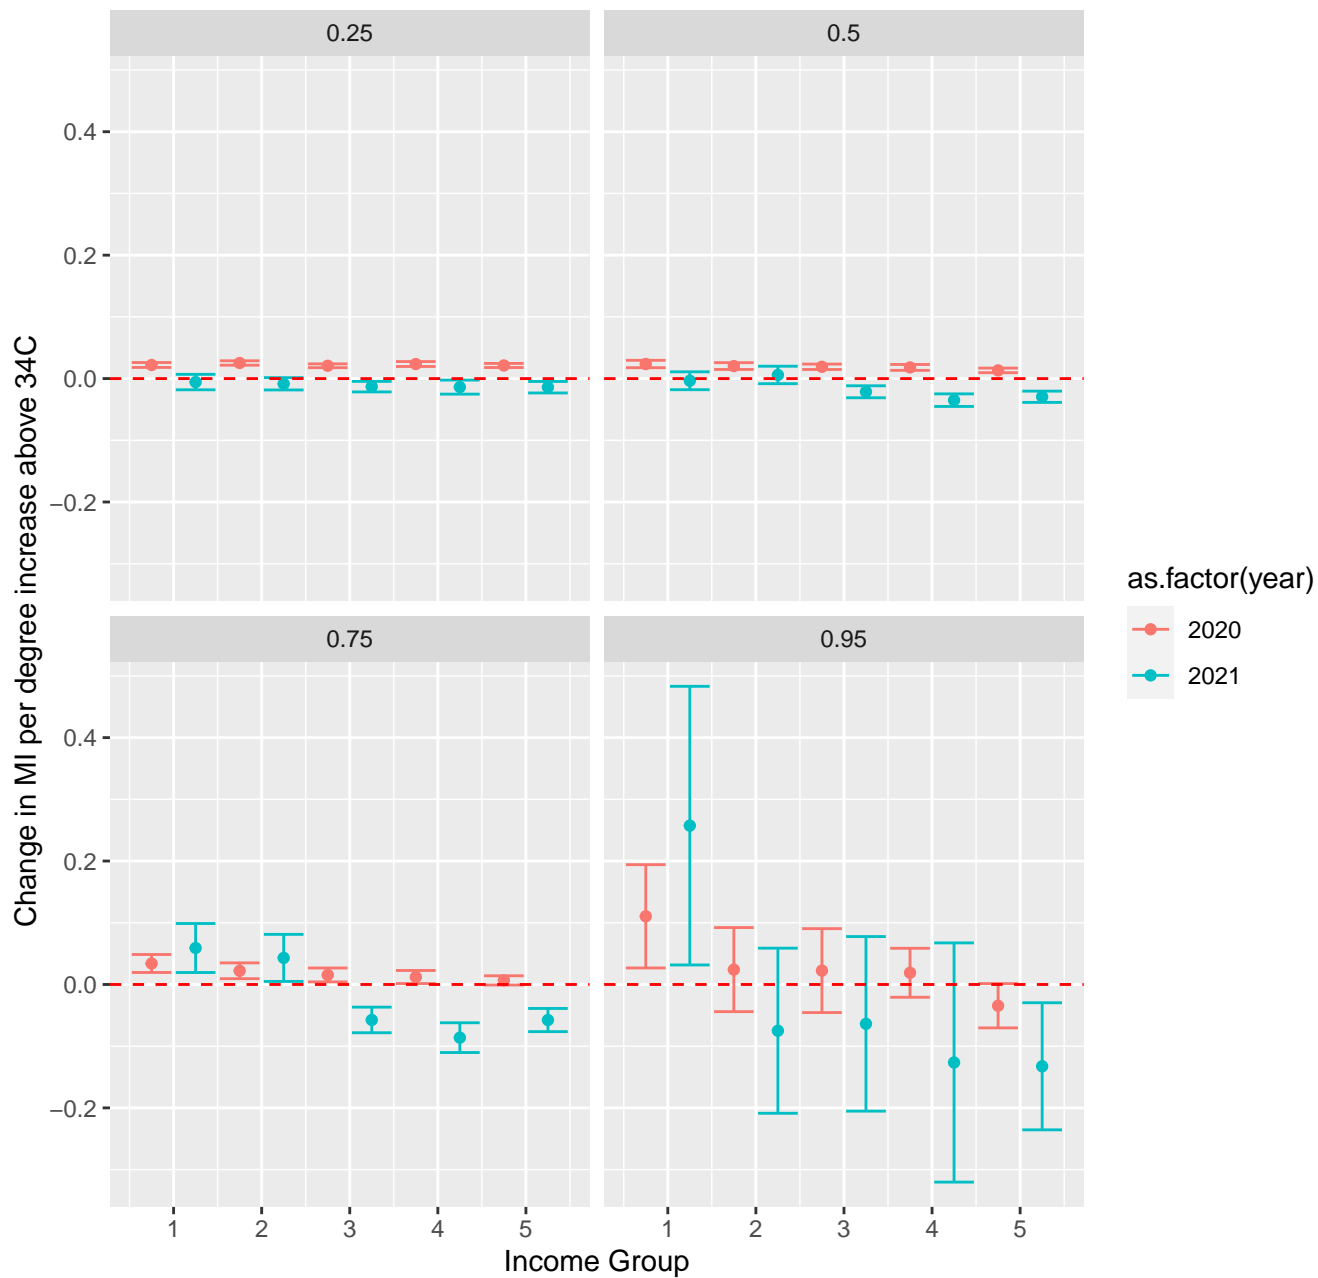 0.25
0.5
0.4
0.2
0.0
−0.2
0.75
0.95
0.4
0.2
0.0
−0.2
1 2 3 4 5
1 2 3 4 5
Income Group
Change in MI per degree increase above 34C
as.factor(year)
2020
2021